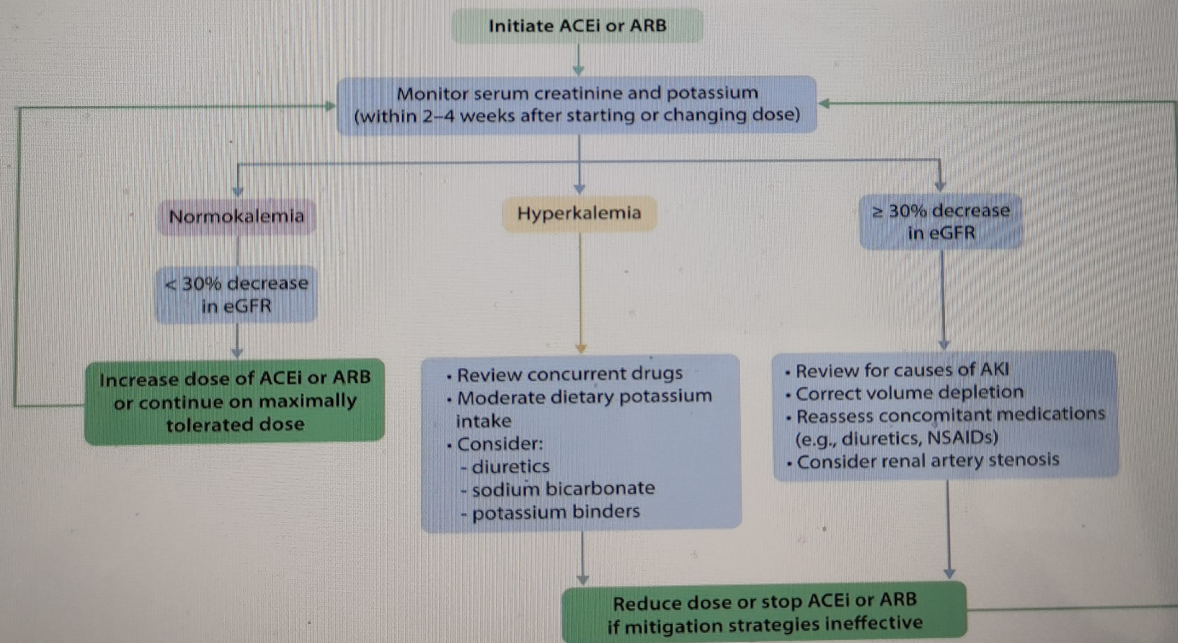 Initiate ACEi or ARB
Monitor serum creatinine and potassium
(within 2–4 weeks after starting or changing dose)
Normokalemia
Hyperkalemia
≥ 30% decrease
in eGFR
< 30% decrease
in eGFR
Increase dose of ACEi or ARB
or continue on maximally
tolerated dose
• Review concurrent drugs
• Moderate dietary potassium
intake
• Consider:
- diuretics
- sodium bicarbonate
- potassium binders
• Review for causes of AKI
• Correct volume depletion
• Reassess concomitant medications
(e.g., diuretics, NSAIDs)
• Consider renal artery stenosis
Reduce dose or stop ACEi or ARB
if mitigation strategies ineffective